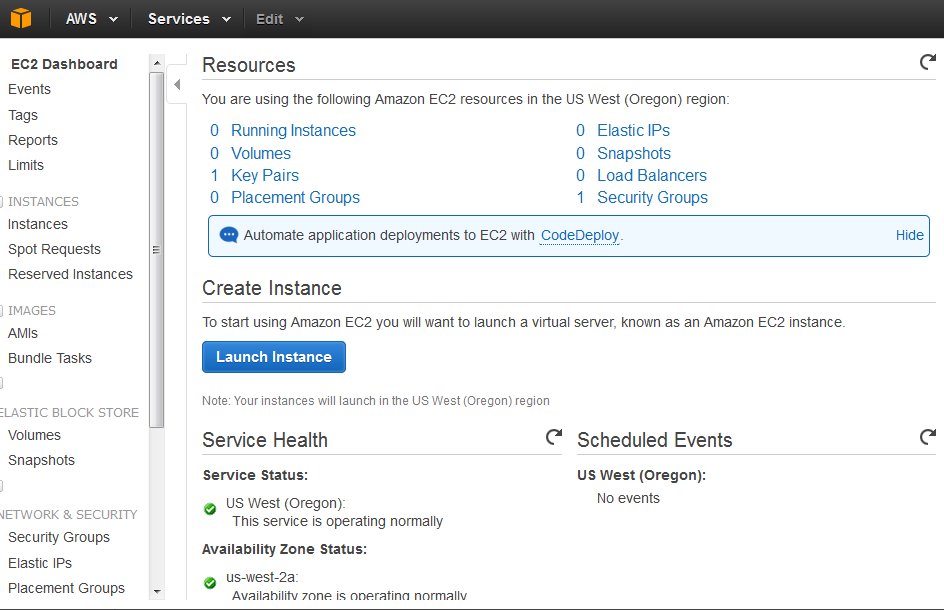 AWS Services Edit
EC2 Dashboard
Events
Tags
Reports
Limits
INSTANCES
Instances
Spot Requests
Reserved Instances
IMAGES
AMIs
Bundle Tasks
ELASTIC BLOCK STORE
Volumes
Snapshots
NETWORK & SECURITY
Security Groups
Elastic IPs
Placement Groups
Resources
You are using the following Amazon EC2 resources in the US West (Oregon) region:
0 Running Instances 0 Elastic IPs
0 Volumes 0 Snapshots
1 Key Pairs 0 Load Balancers
0 Placement Groups 1 Security Groups
Automate application deployments to EC2 with CodeDeploy. Hide
Create Instance
To start using Amazon EC2 you will want to launch a virtual server, known as an Amazon EC2 instance.
Launch Instance
Note: Your instances will launch in the US West (Oregon) region
Service Health
Service Status:
US West (Oregon):
This service is operating normally
Availability Zone Status:
us-west-2a:
Availability zone is operating normally
Scheduled Events
US West (Oregon):
No events